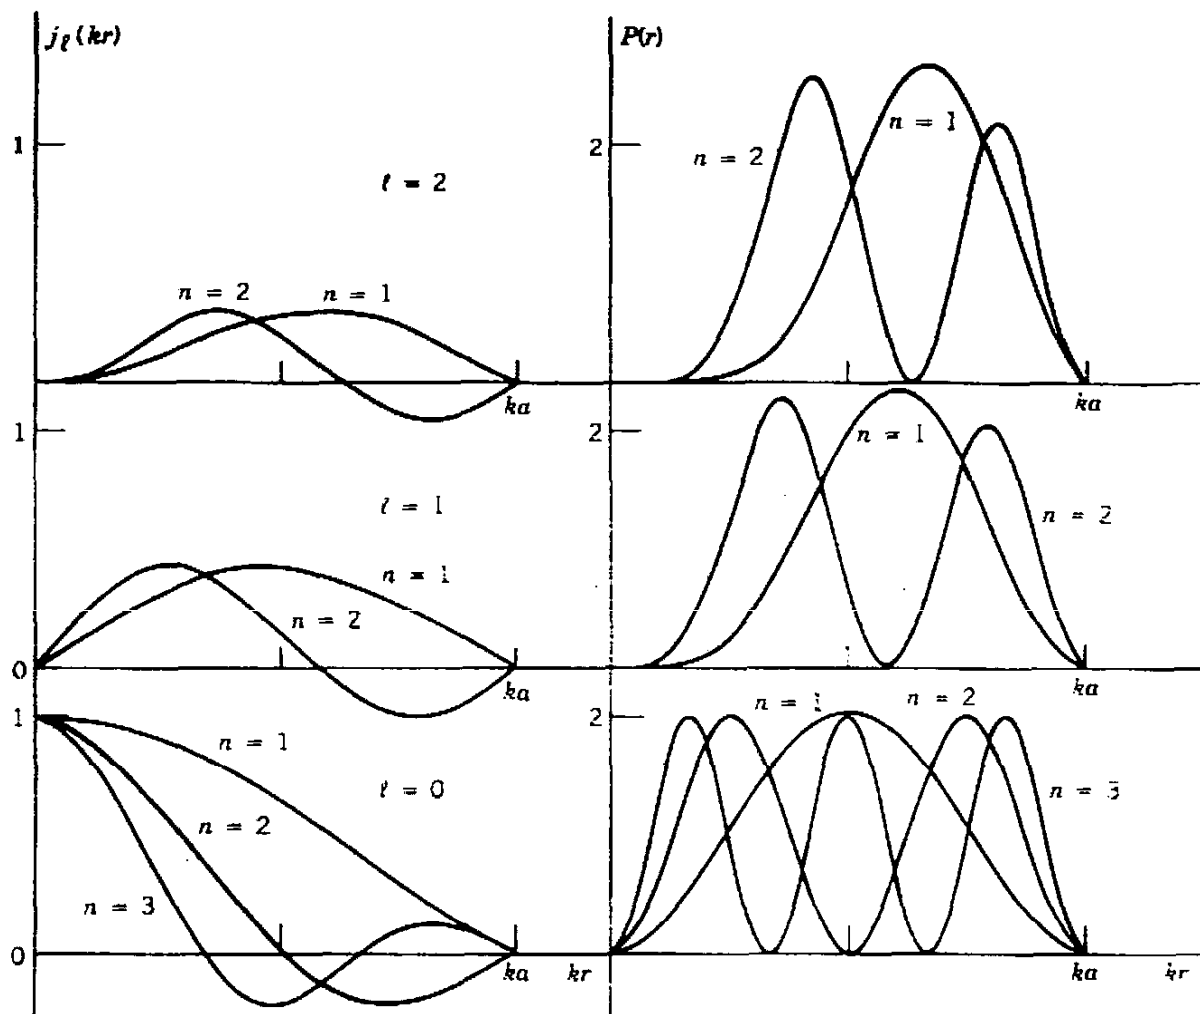 jℓ(kr) P(r)
1 2
n = 1
n = 2
ℓ = 2
n = 2 n = 1
ka ka
1 2
n = 1
ℓ = 1
n = 2
n = 1
n = 2
0
ka ka
1 2
n = 1 n = 2
n = 1
ℓ = 0
n = 3
n = 2
n = 3
0
ka kr ka kr